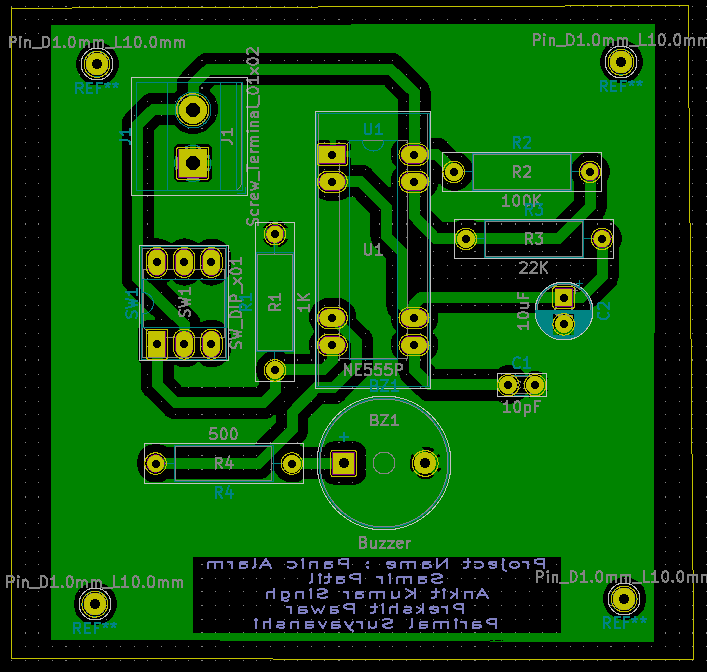 Pin_D1.0mm_L10.0mm
REF**
Pin_D1.0mm_L10.0mm
REF**
J1
J1
Screw_Terminal_01x02
U1
U1
NE555P
R2
R2
100K
R3
R3
22K
SW1
SW1
SW_DIP_x01
R1
R1
1K
10uF
C2
C1
10pF
BZ1
BZ1
+
Buzzer
500
R4
R4
Pin_D1.0mm_L10.0mm
REF**
Pin_D1.0mm_L10.0mm
REF**
Project Name : Panic Alarm
Samir Patil
Ankit Kumar Singh
Prekshit Pawar
Parimal Suryavanshi